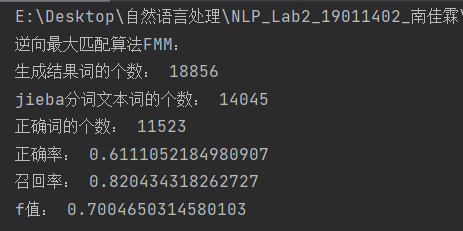 E:\Desktop\自然语言处理\NLP_Lab2_19011402_南佳霖\
逆向最大匹配算法FMM:
生成结果词的个数: 18856
jieba分词文本词的个数: 14045
正确词的个数: 11523
正确率: 0.6111052184980907
召回率: 0.820434318262727
f值: 0.7004650314580103